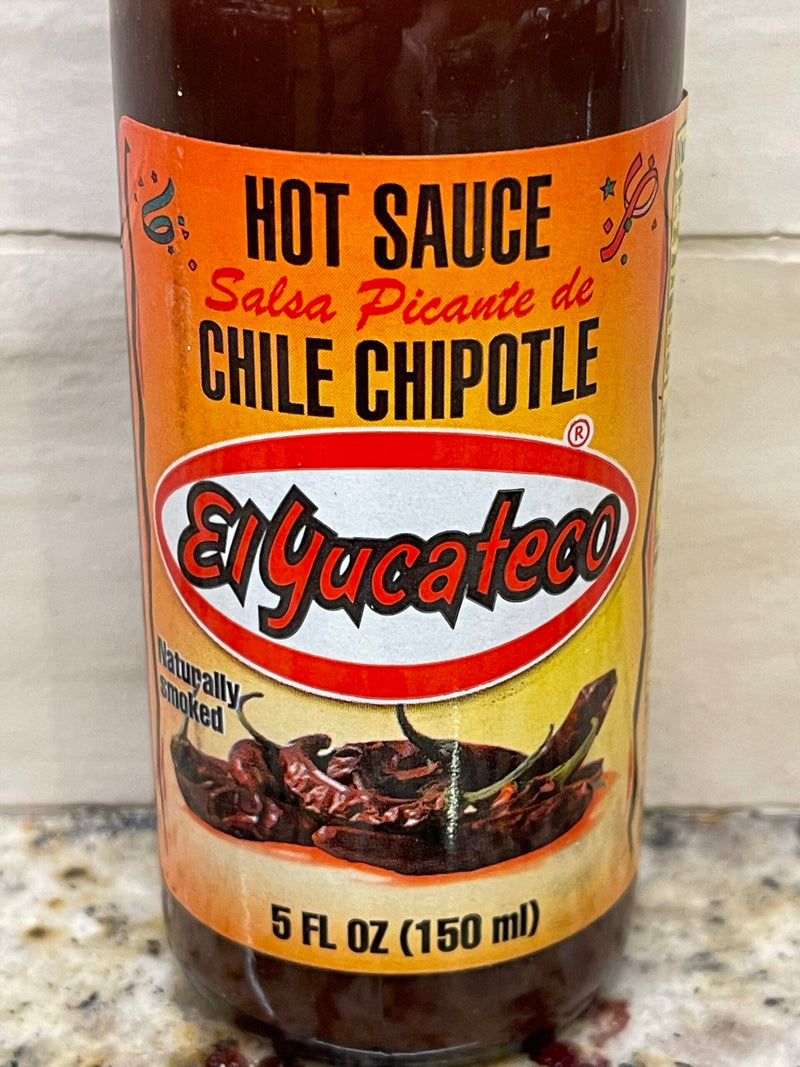 HOT SAUCE
Salsa Picante de
CHILE CHIPOTLE
®
El Yucateco
Naturally
smoked
5 FL OZ (150 ml)